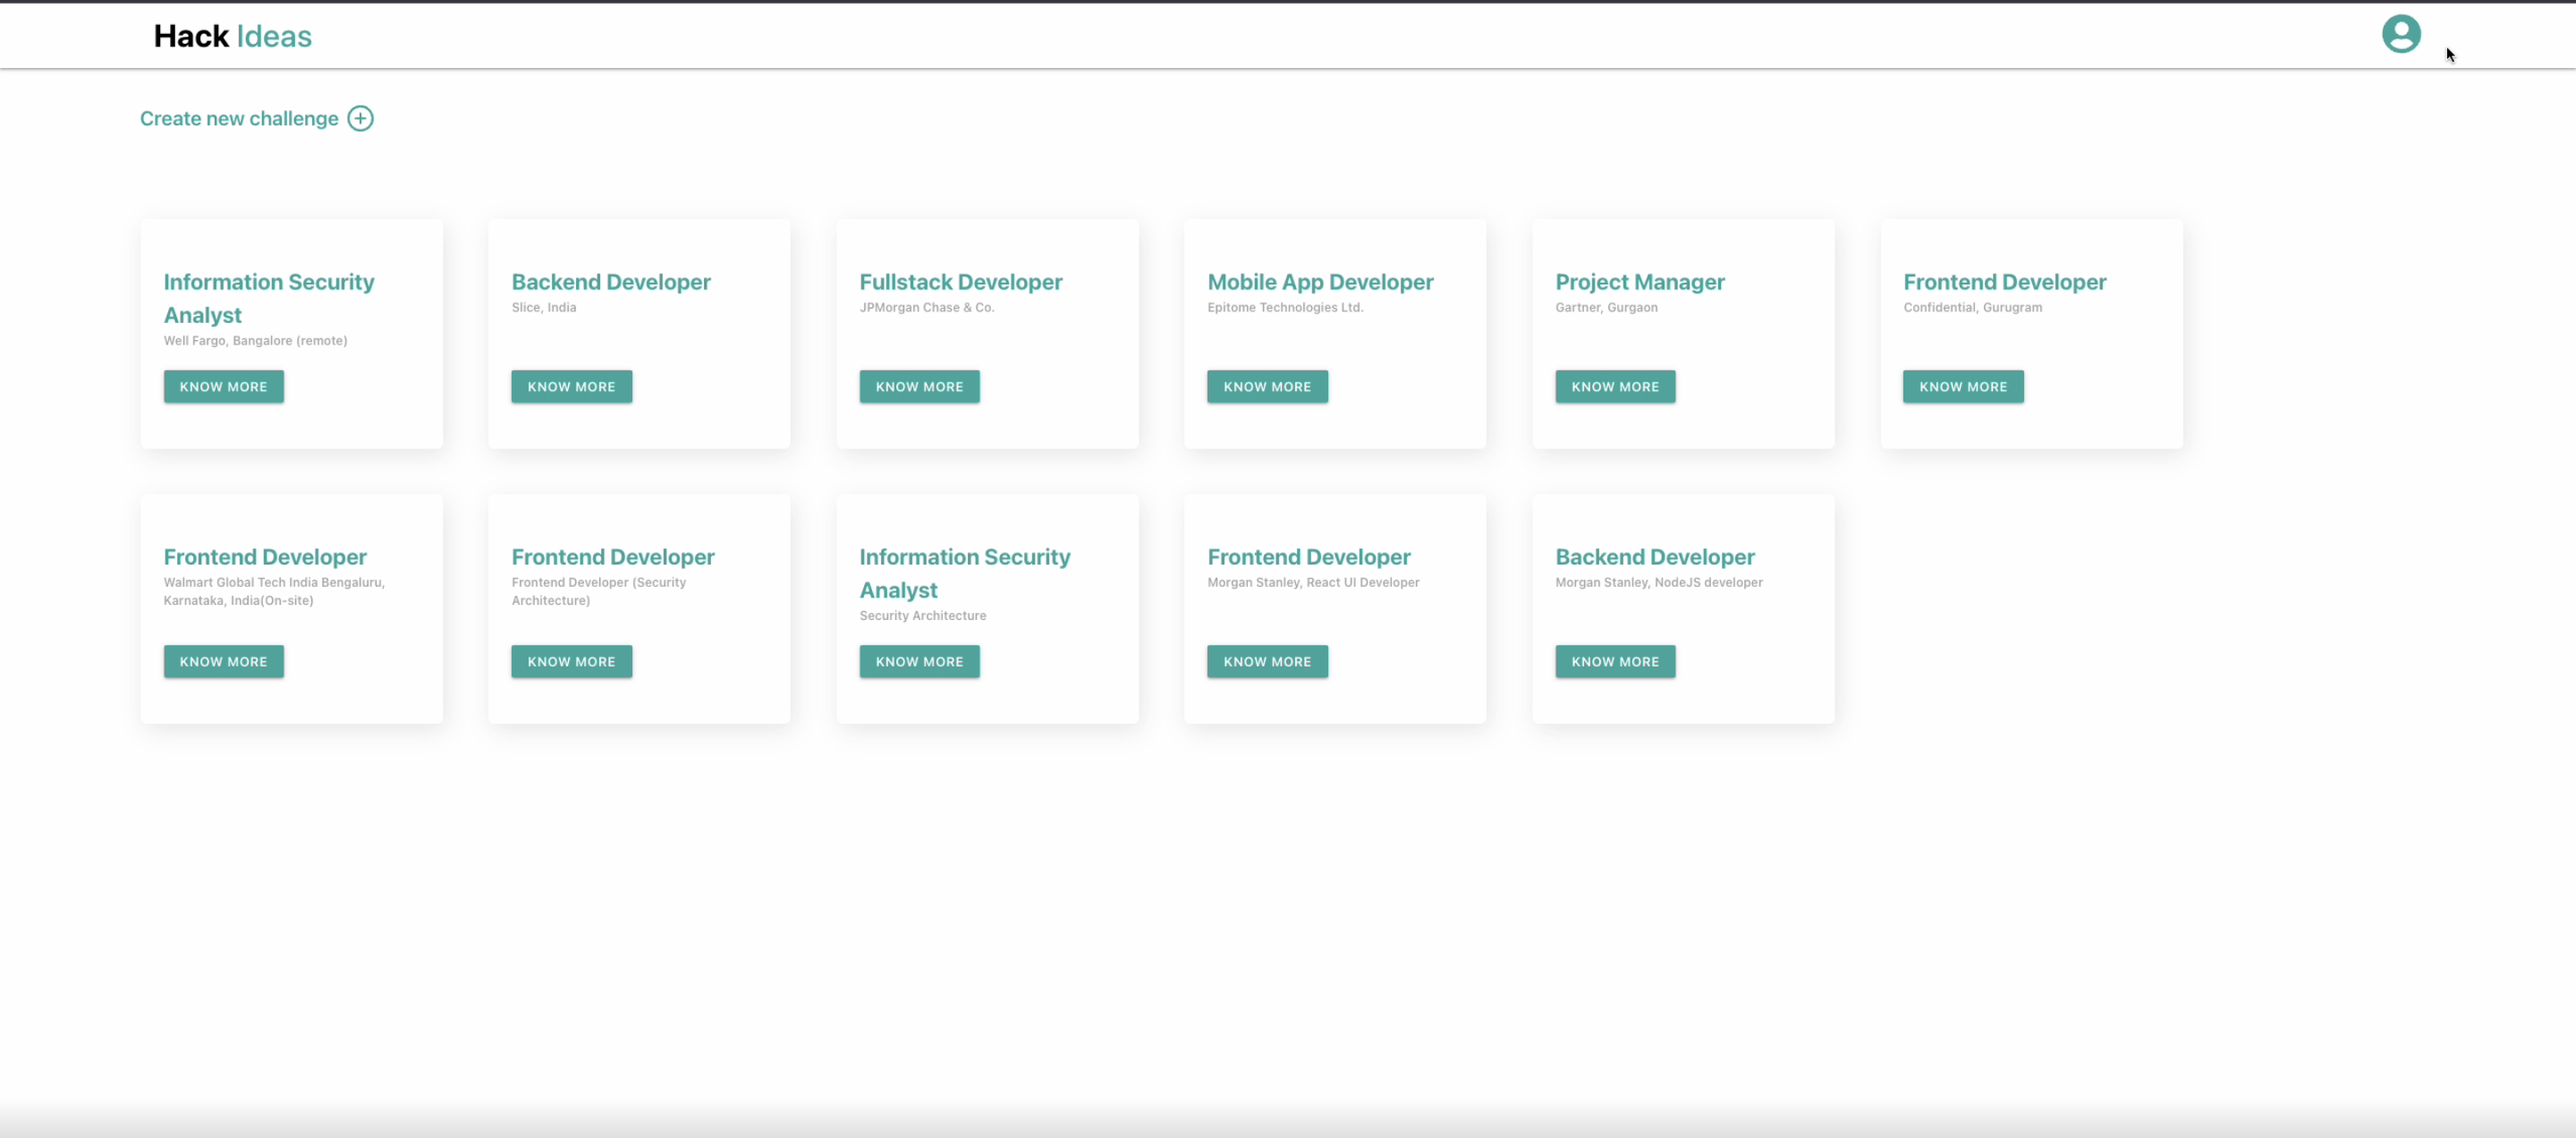 Hack Ideas
Create new challenge
Information Security
Analyst
Well Fargo, Bangalore (remote)
KNOW MORE
Backend Developer
Slice, India
KNOW MORE
Fullstack Developer
JPMorgan Chase & Co.
KNOW MORE
Mobile App Developer
Epitome Technologies Ltd.
KNOW MORE
Project Manager
Gartner, Gurgaon
KNOW MORE
Frontend Developer
Confidential, Gurugram
KNOW MORE
Frontend Developer
Walmart Global Tech India Bengaluru,
Karnataka, India(On-site)
KNOW MORE
Frontend Developer
Frontend Developer (Security
Architecture)
KNOW MORE
Information Security
Analyst
Security Architecture
KNOW MORE
Frontend Developer
Morgan Stanley, React UI Developer
KNOW MORE
Backend Developer
Morgan Stanley, NodeJS developer
KNOW MORE